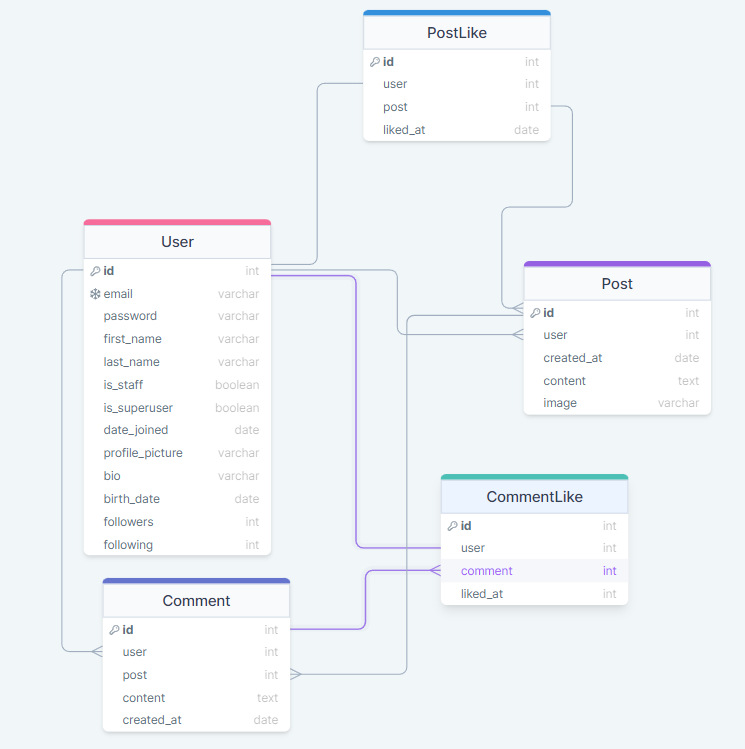 PostLike
id int
user int
post int
liked_at date
User
id int
email varchar
password varchar
first_name varchar
last_name varchar
is_staff boolean
is_superuser boolean
date_joined date
profile_picture varchar
bio varchar
birth_date date
followers int
following int
Post
id int
user int
created_at date
content text
image varchar
CommentLike
id int
user int
comment int
liked_at int
Comment
id int
user int
post int
content text
created_at date